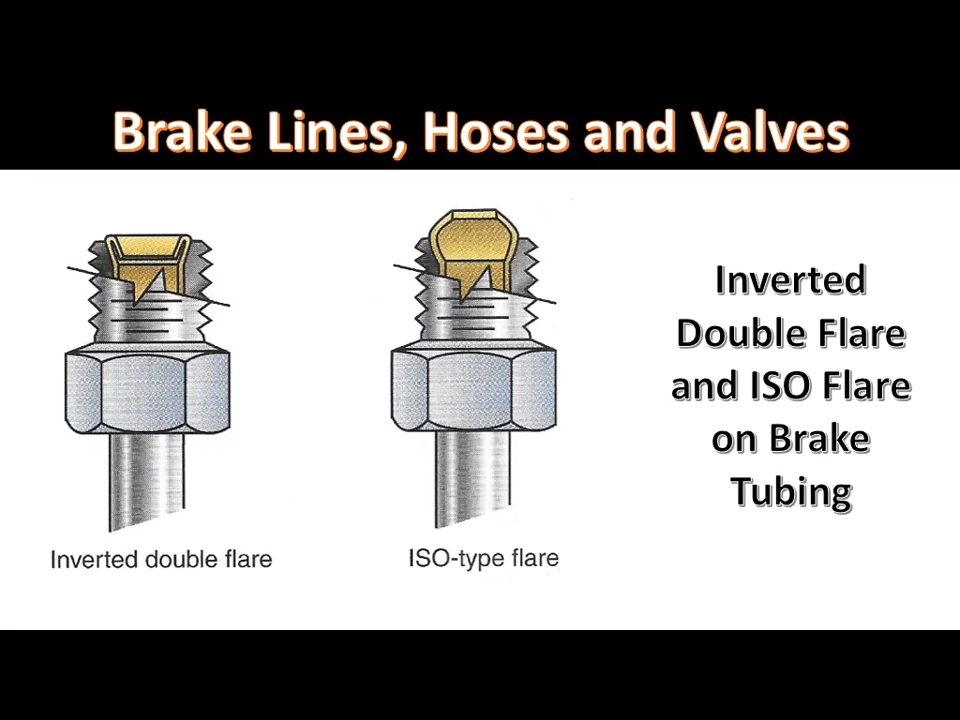 Brake Lines, Hoses and Valves
Inverted
Double Flare
and ISO Flare
on Brake
Tubing
Inverted double flare
ISO-type flare